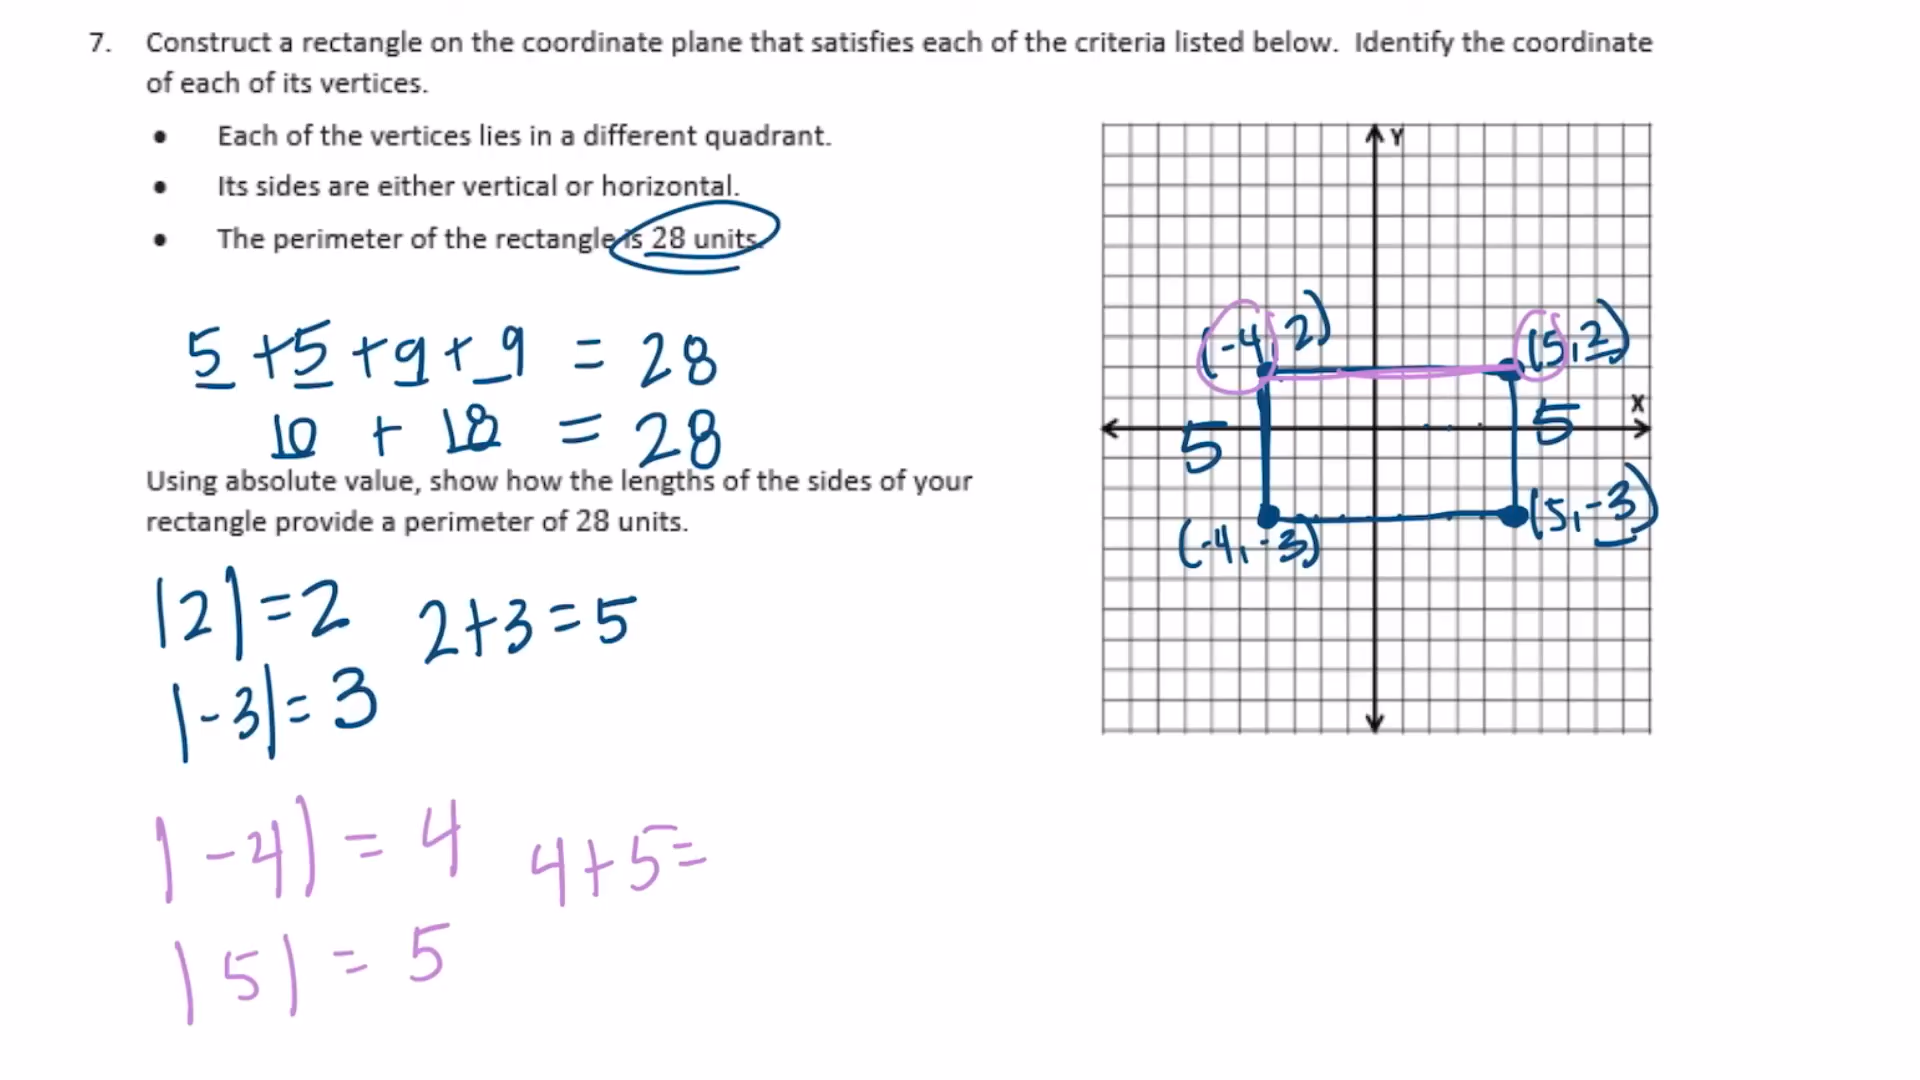 7. Construct a rectangle on the coordinate plane that satisfies each of the criteria listed below. Identify the coordinate
of each of its vertices.
• Each of the vertices lies in a different quadrant.
• Its sides are either vertical or horizontal.
• The perimeter of the rectangle is 28 units.
5 + 5 + 9 + 9 = 28
10 + 18 = 28
Using absolute value, show how the lengths of the sides of your
rectangle provide a perimeter of 28 units.
|2| = 2 2+3=5
|-3| = 3
|-4| = 4 4+5=
|5| = 5
Y
(-4,2) (5,2)
X
5 5
(-4,-3) (5,-3)